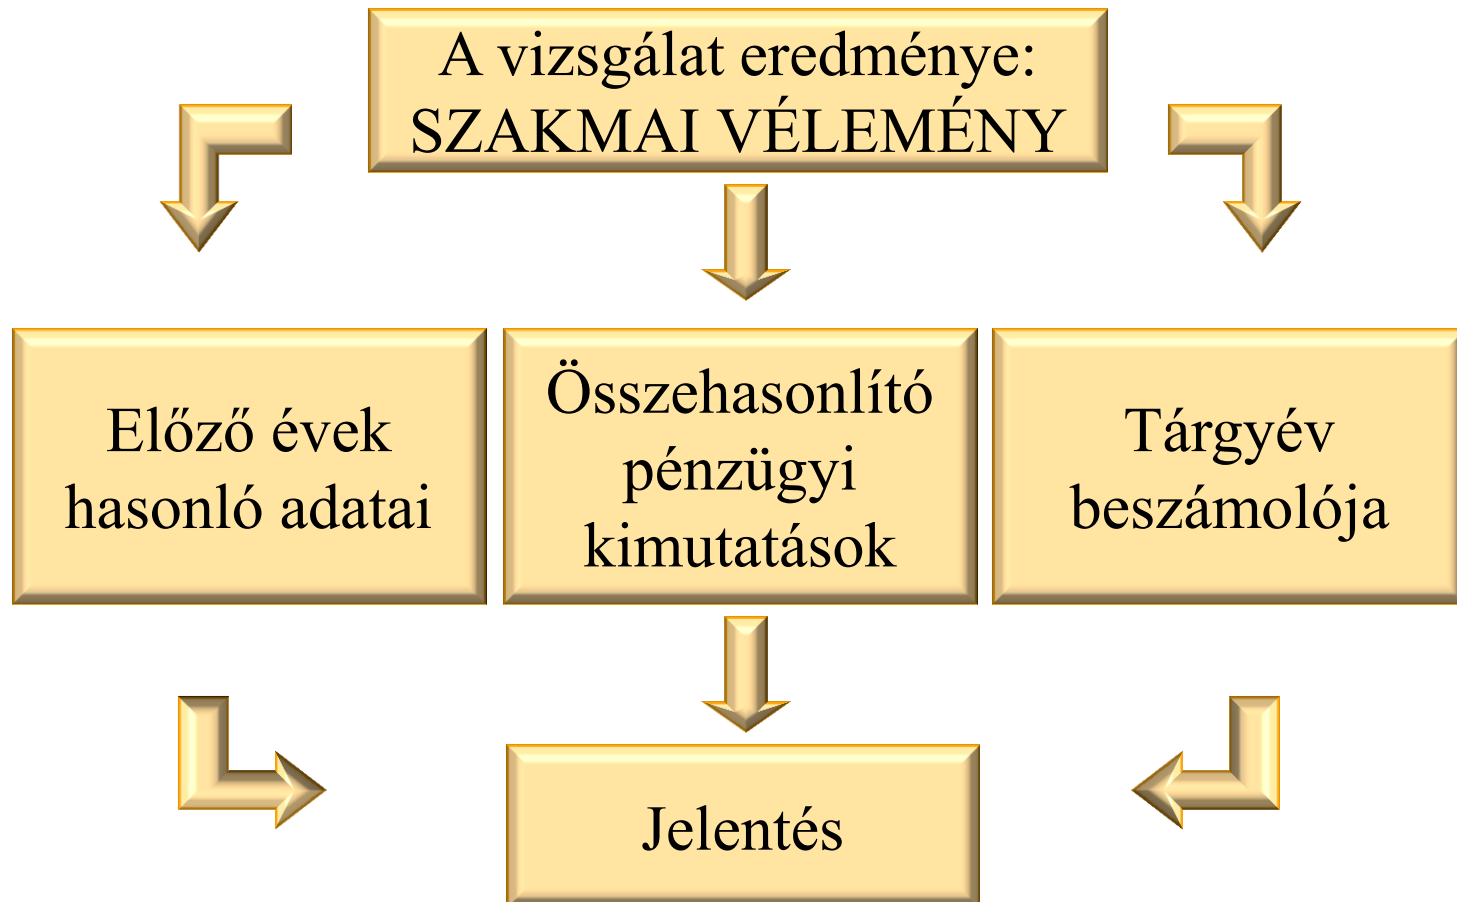 A vizsgálat eredménye:
SZAKMAI VÉLEMÉNY
Előző évek
hasonló adatai
Összehasonlító
pénzügyi
kimutatások
Tárgyév
beszámolója
Jelentés